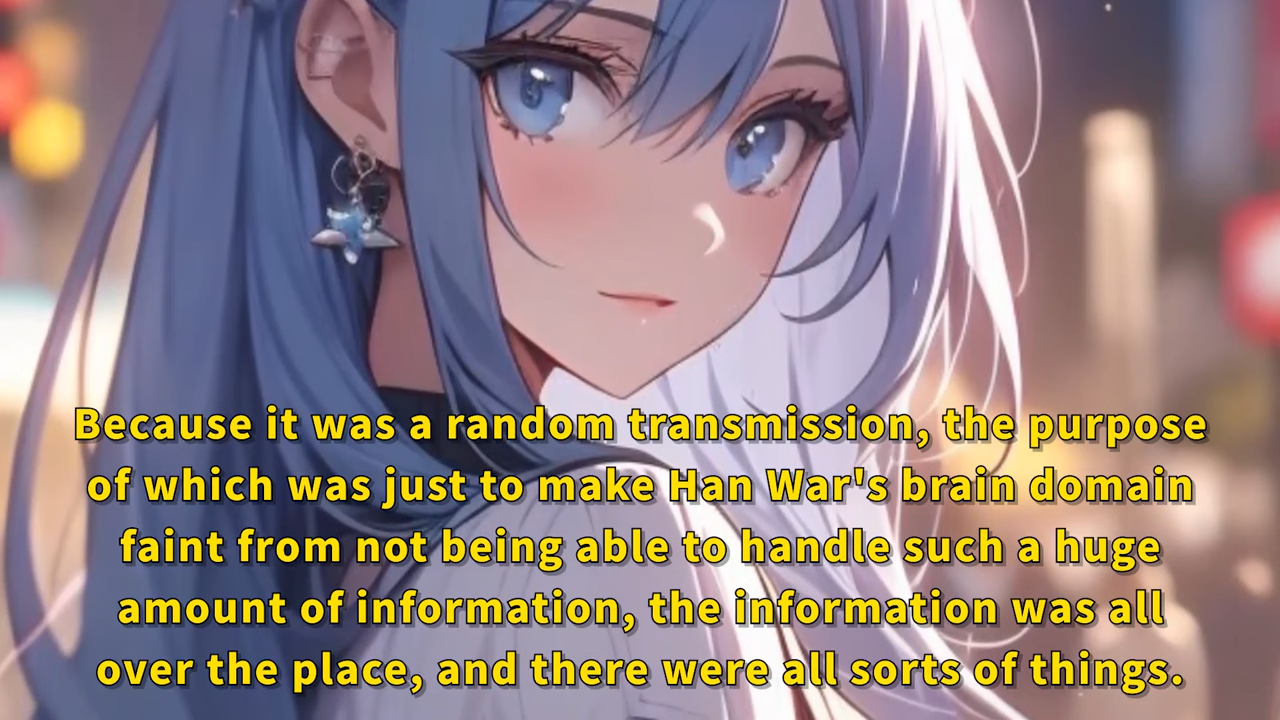 Because it was a random transmission, the purpose
of which was just to make Han War's brain domain
faint from not being able to handle such a huge
amount of information, the information was all
over the place, and there were all sorts of things.